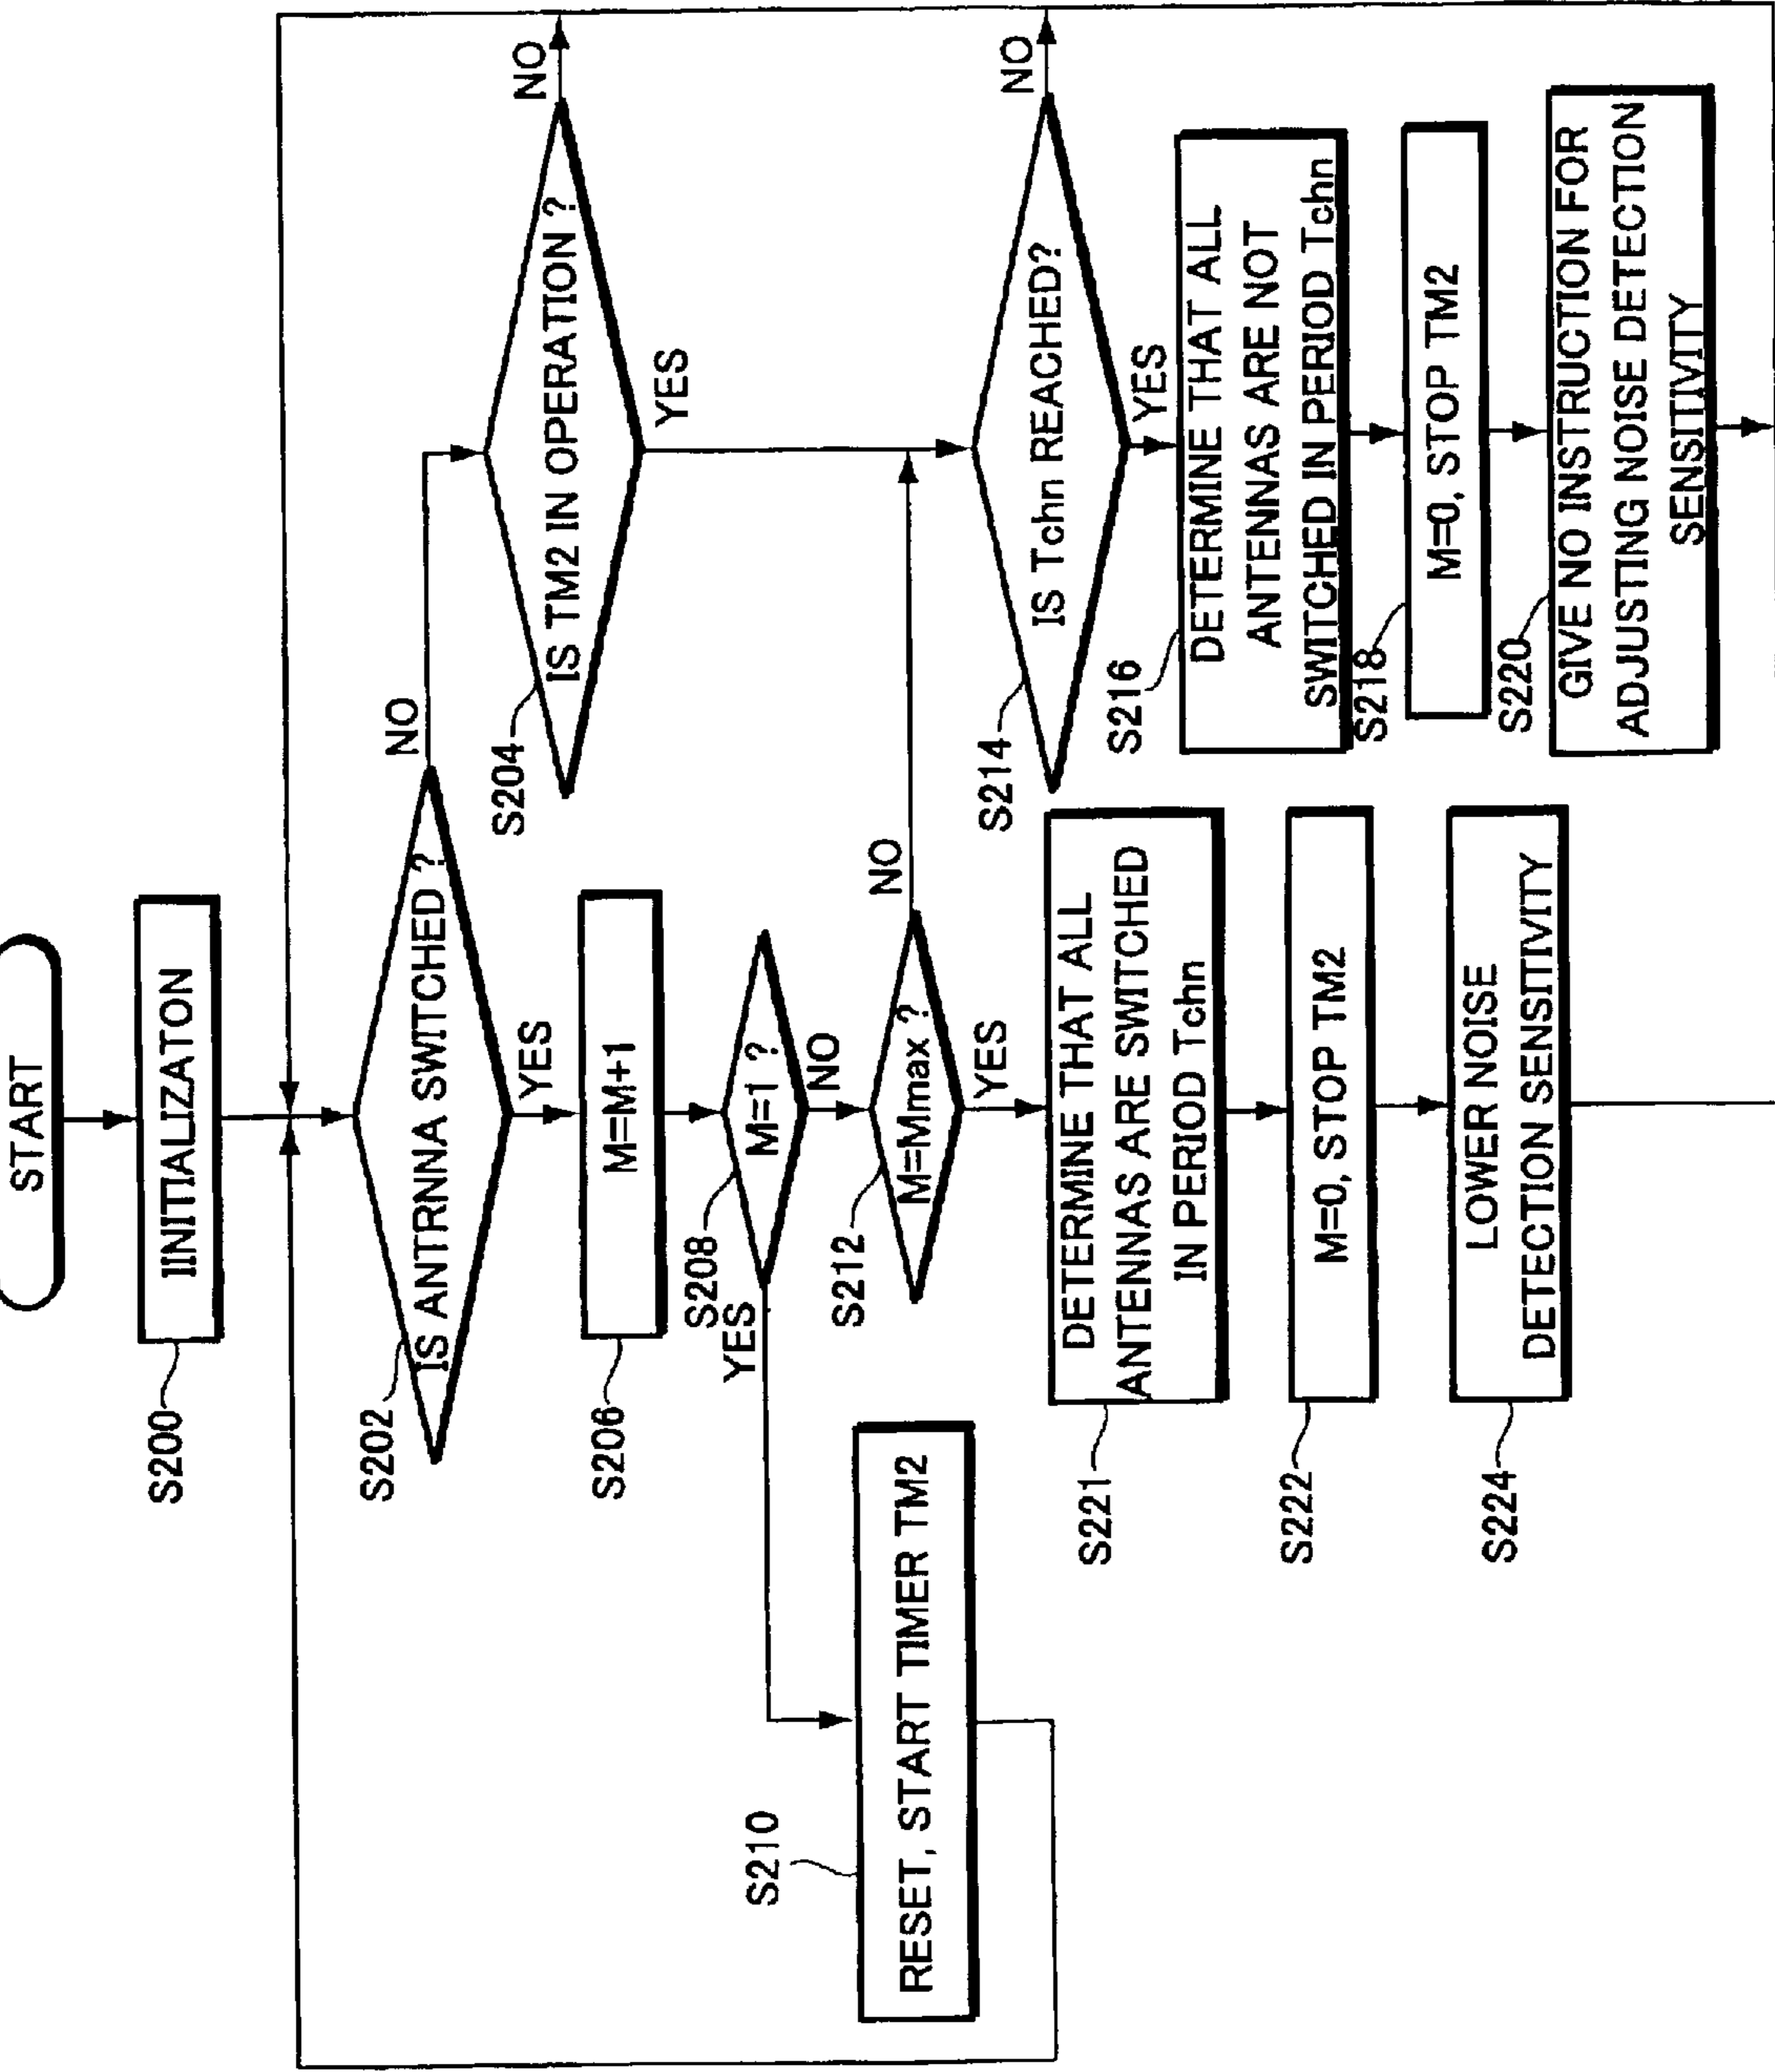 START
S200
IINITIALIZATON
S202
IS ANTRNA SWITCHED ?
NO
YES
S204
IS TM2 IN OPERATION ?
NO
YES
S206
M=M+1
S208
M=1 ?
YES
NO
S210
RESET, START TIMER TM2
S212
M=Mmax ?
NO
YES
S214
IS Tchn REACHED?
NO
YES
S216
DETERMINE THAT ALL
ANTENNAS ARE NOT
SWITCHED IN PERIOD Tchn
S218
M=0, STOP TM2
S220
GIVE NO INSTRUCTION FOR
ADJUSTING NOISE DETECTION
SENSITIVITY
S221
DETERMINE THAT ALL
ANTENNAS ARE SWITCHED
IN PERIOD Tchn
S222
M=0, STOP TM2
S224
LOWER NOISE
DETECTION SENSITIVITY